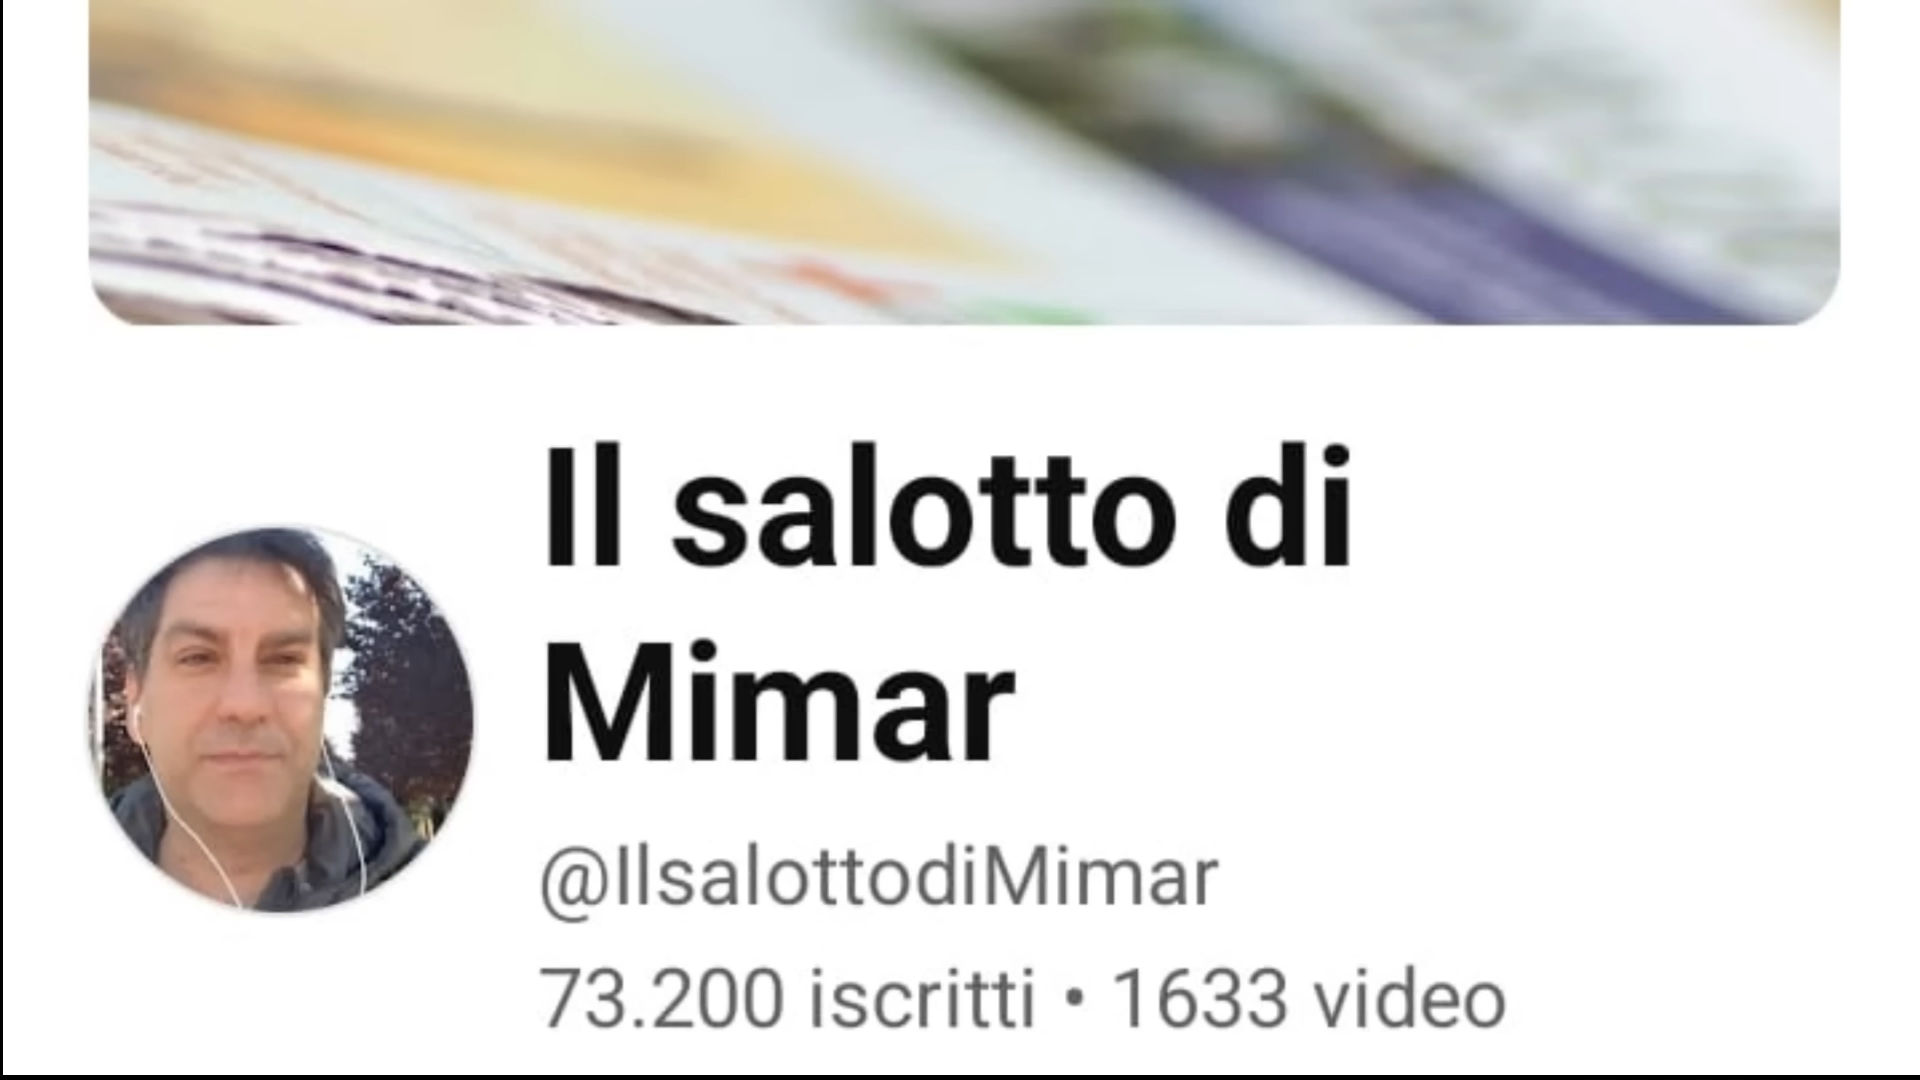 Il salotto di
Mimar
@IlsalottodiMimar
73.200 iscritti • 1633 video